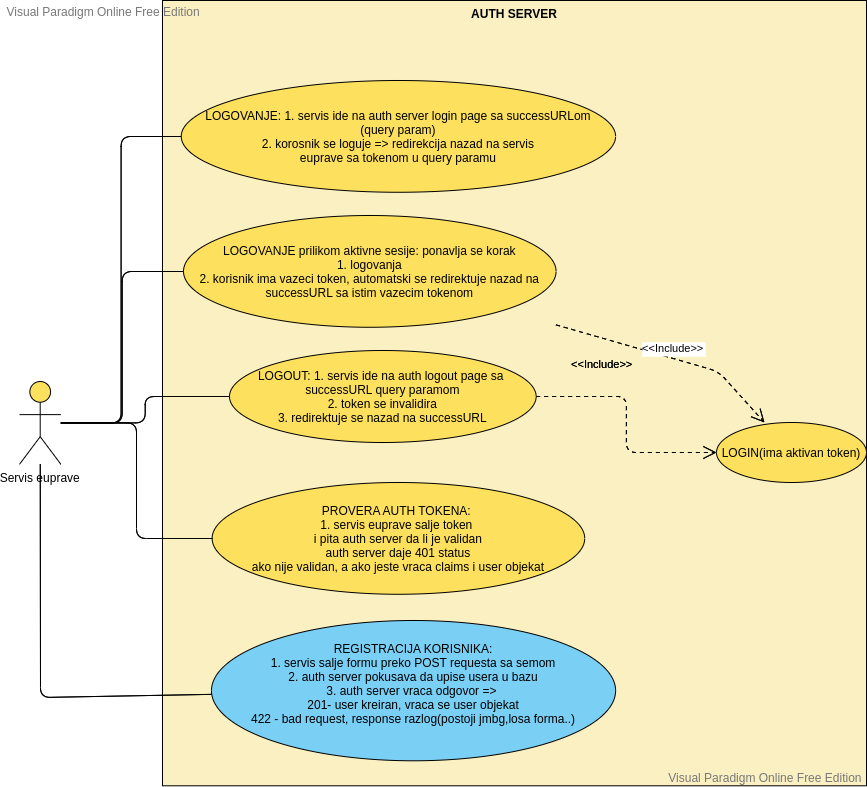 Visual Paradigm Online Free Edition
AUTH SERVER
LOGOVANJE: 1. servis ide na auth server login page sa successURLom
(query param)
2. korosnik se loguje => redirekcija nazad na servis
euprave sa tokenom u query paramu
LOGOVANJE prilikom aktivne sesije: ponavlja se korak
1. logovanja
2. korisnik ima vazeci token, automatski se redirektuje nazad na
successURL sa istim vazecim tokenom
<<Include>>
<<Include>>
LOGOUT: 1. servis ide na auth logout page sa
successURL query paramom
2. token se invalidira
3. redirektuje se nazad na successURL
LOGIN(ima aktivan token)
Servis euprave
PROVERA AUTH TOKENA:
1. servis euprave salje token
i pita auth server da li je validan
auth server daje 401 status
ako nije validan, a ako jeste vraca claims i user objekat
REGISTRACIJA KORISNIKA:
1. servis salje formu preko POST requesta sa semom
2. auth server pokusava da upise usera u bazu
3. auth server vraca odgovor =>
201- user kreiran, vraca se user objekat
422 - bad request, response razlog(postoji jmbg,losa forma..)
Visual Paradigm Online Free Edition